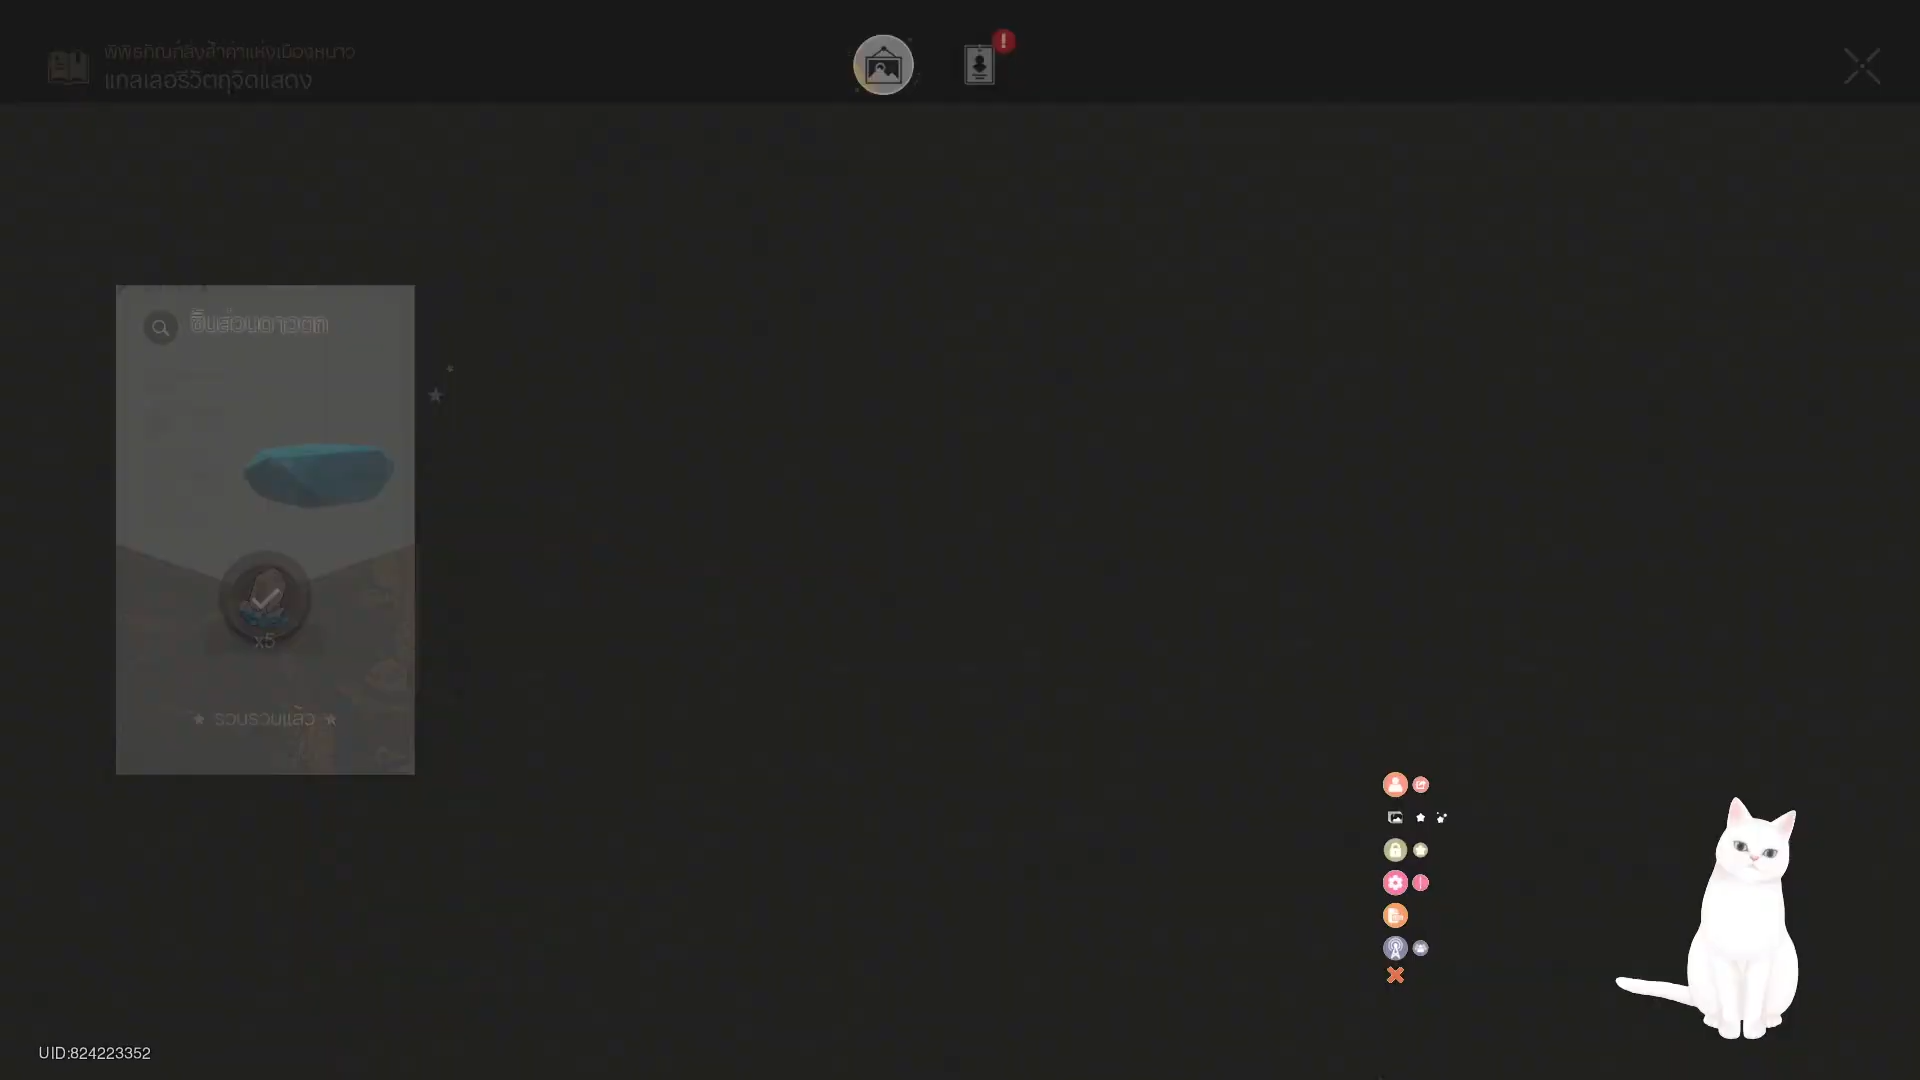 พิพิธภัณฑ์สิ่งล้ำค่าแห่งเมืองหนาว
แกลเลอรีวัตถุจัดแสดง
ชิ้นส่วนดาวตก
x5
รวบรวมแล้ว
UID:824223352